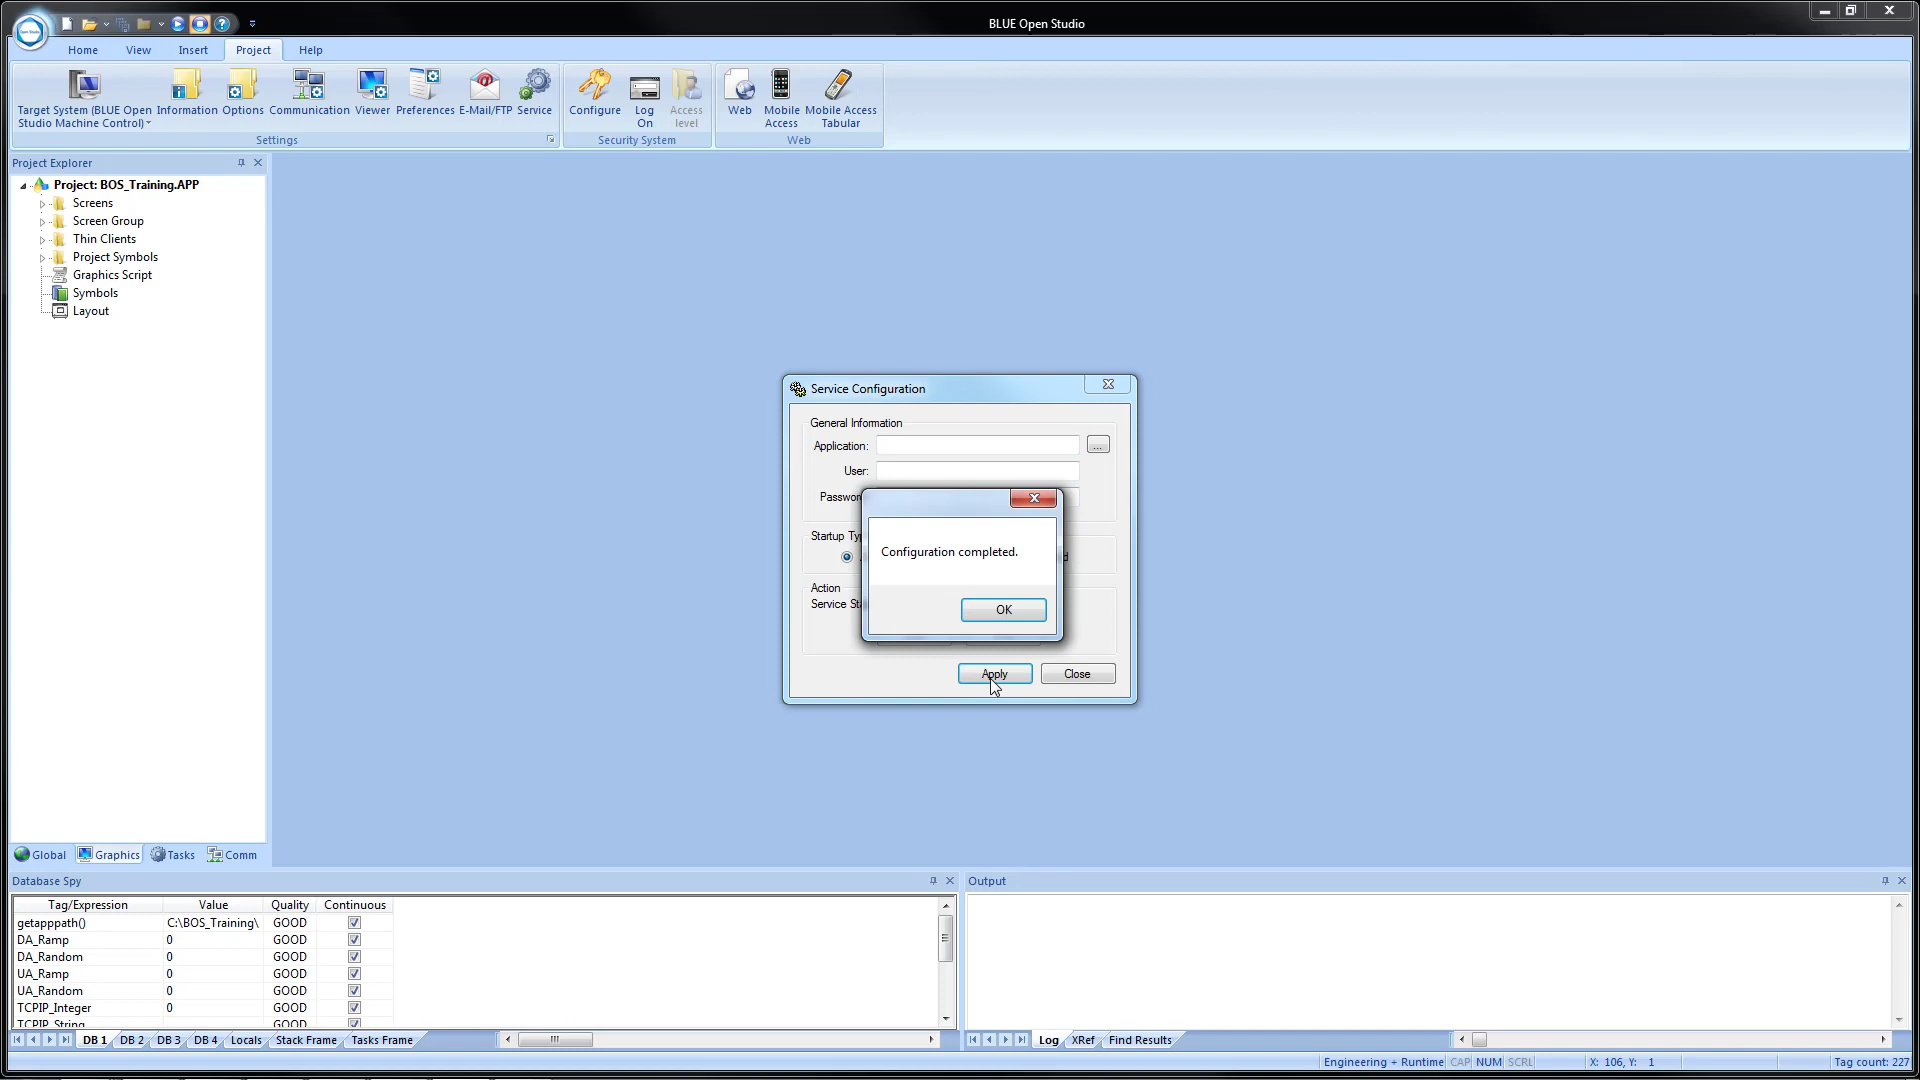 BLUE Open Studio
Home View Insert Project Help
Target System (BLUE Open Studio Machine Control)
Information
Options
Communication
Viewer
Preferences
E-Mail/FTP
Service
Configure
Log On
Access level
Web
Mobile Access
Mobile Access Tabular
Settings
Security System
Web
Project Explorer
Project: BOS_Training.APP
Screens
Screen Group
Thin Clients
Project Symbols
Graphics Script
Symbols
Layout
Service Configuration
General Information
Application:
...
User:
Password
Configuration completed.
OK
Startup Ty
Action
Service Sta
Apply
Close
Global Graphics Tasks Comm
Database Spy
Tag/Expression Value Quality Continuous
getapppath() C:\BOS_Training\ GOOD
DA_Ramp 0 GOOD
DA_Random 0 GOOD
UA_Ramp 0 GOOD
UA_Random 0 GOOD
TCPIP_Integer 0 GOOD
TCPIP_String GOOD
DB 1 DB 2 DB 3 DB 4 Locals Stack Frame Tasks Frame
Output
Log XRef Find Results
Engineering + Runtime CAP NUM SCRL X: 106, Y: 1 Tag count: 227